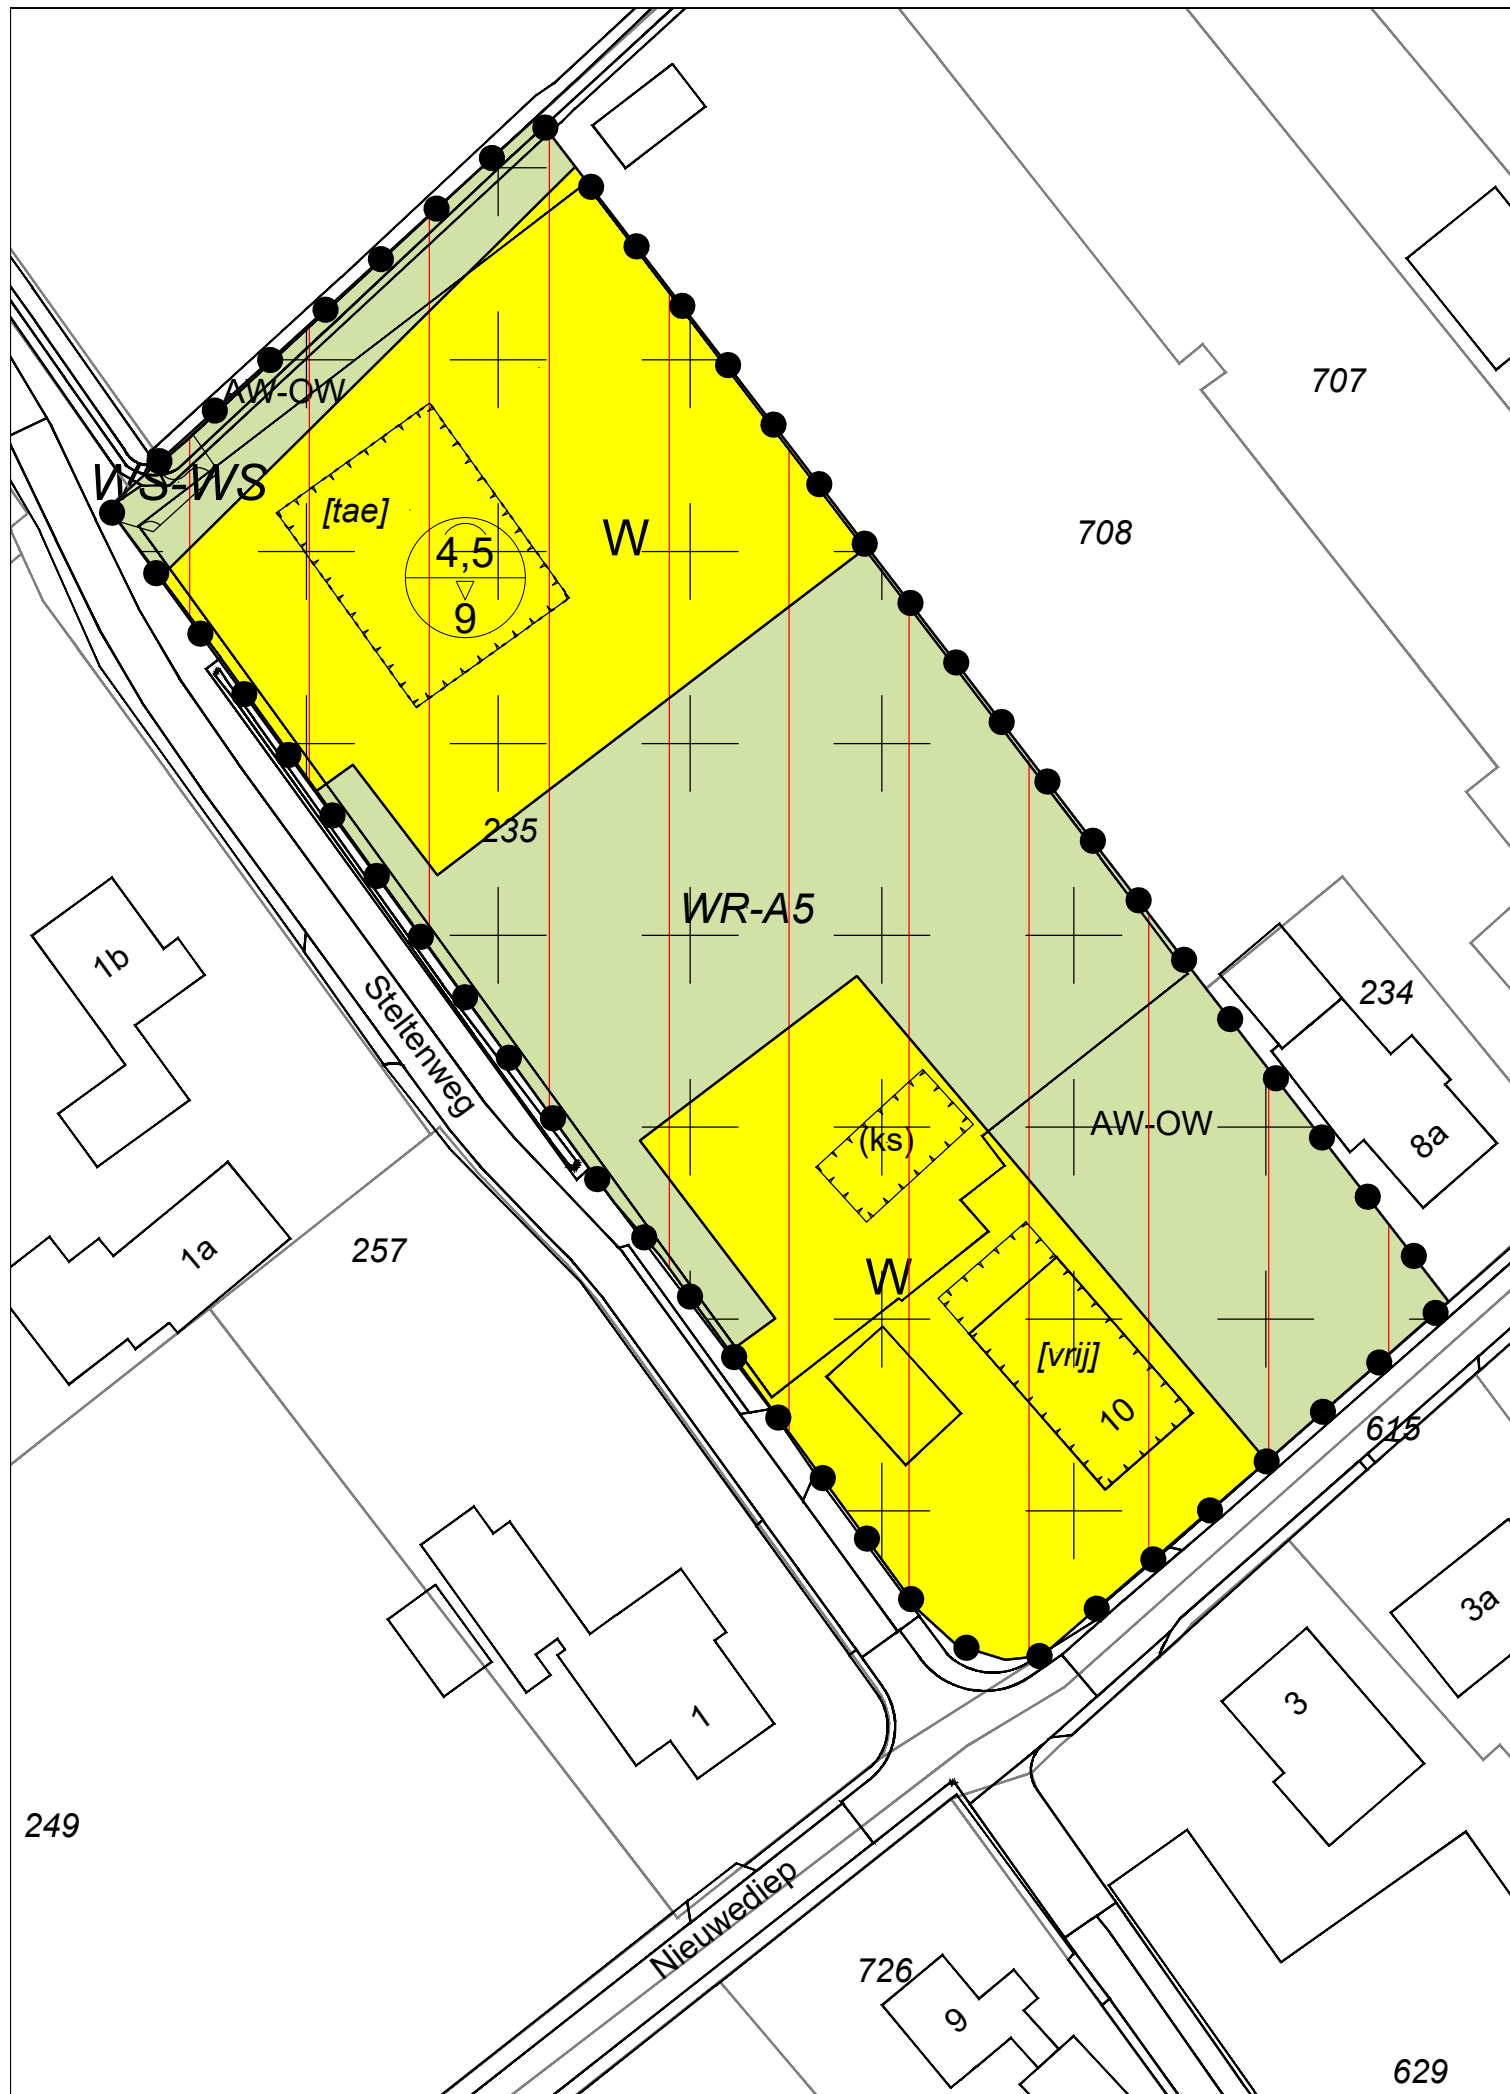 707
AW-OW
WS-WS
[tae]
W
708
4,5
9
235
WR-A5
1b
234
Steltenweg
(ks)
AW-OW
8a
1a
257
W
[vrij]
10
615
3a
1
3
249
Nieuwediep
726
9
629